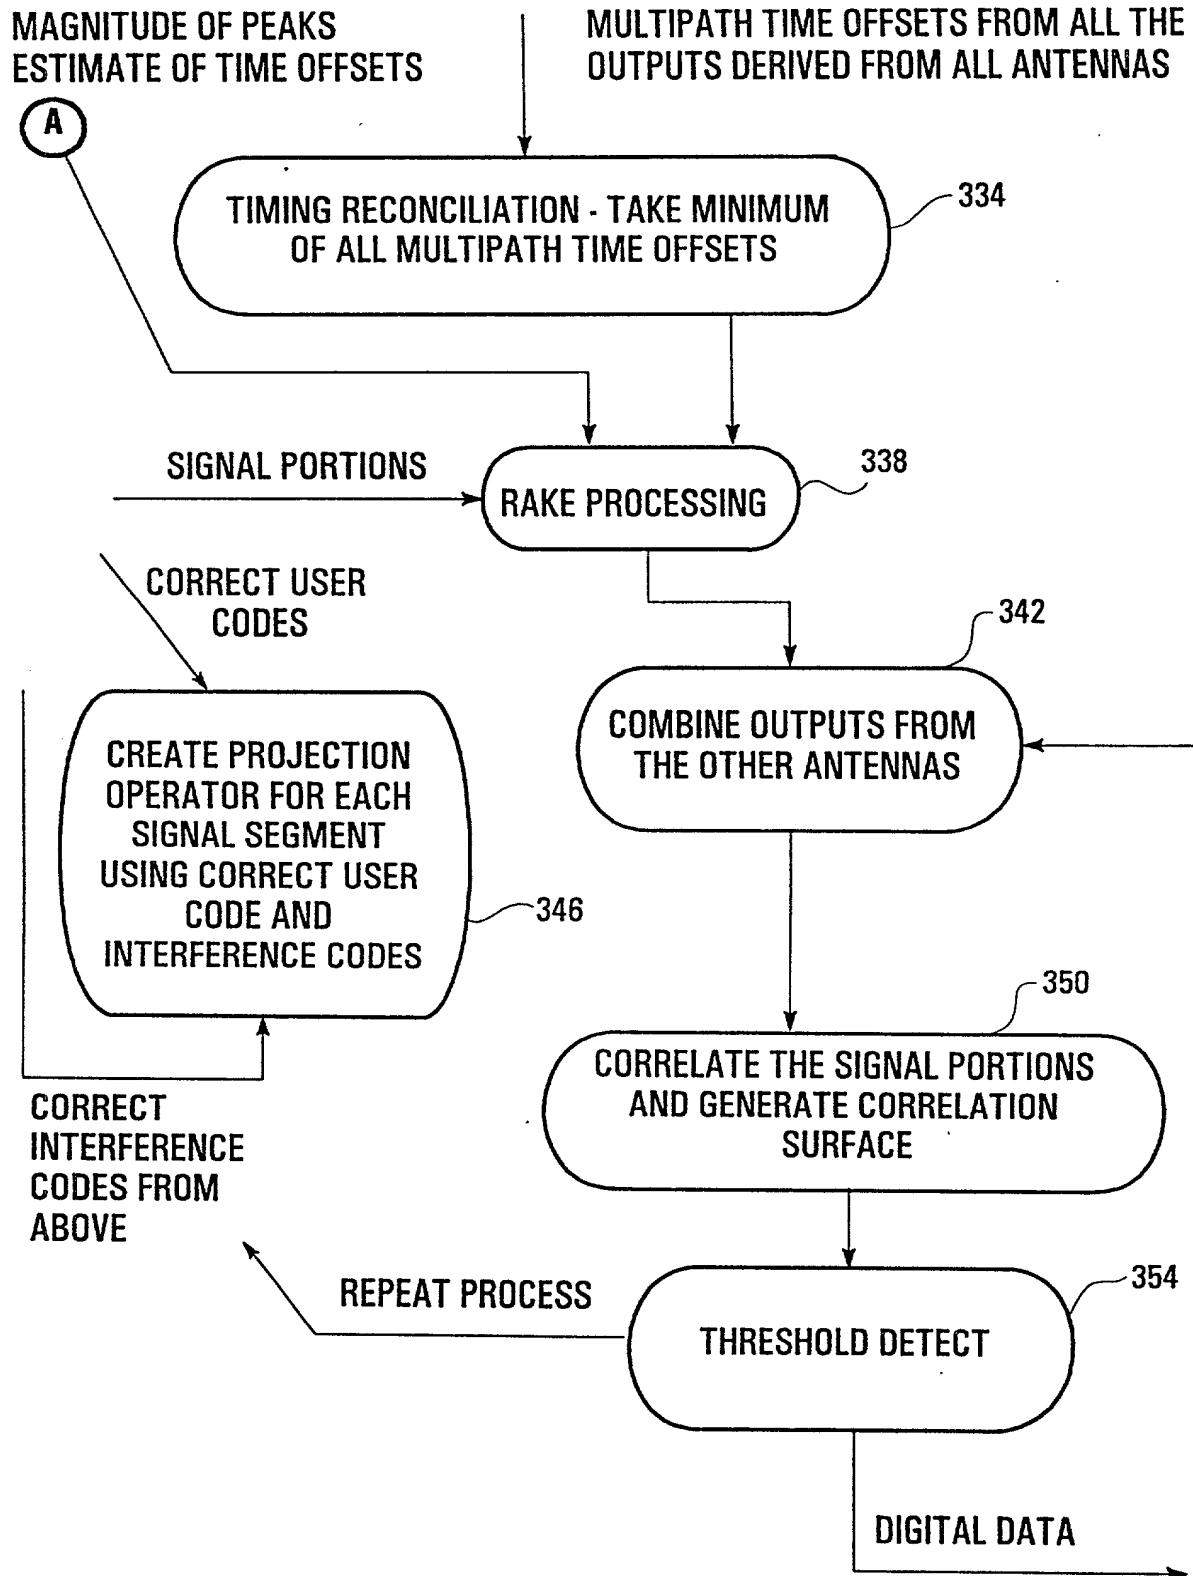 MAGNITUDE OF PEAKS
ESTIMATE OF TIME OFFSETS
MULTIPATH TIME OFFSETS FROM ALL THE
OUTPUTS DERIVED FROM ALL ANTENNAS
A
TIMING RECONCILIATION - TAKE MINIMUM
OF ALL MULTIPATH TIME OFFSETS
334
SIGNAL PORTIONS
RAKE PROCESSING
338
CORRECT USER
CODES
342
COMBINE OUTPUTS FROM
THE OTHER ANTENNAS
CREATE PROJECTION
OPERATOR FOR EACH
SIGNAL SEGMENT
USING CORRECT USER
CODE AND
INTERFERENCE CODES
346
350
CORRELATE THE SIGNAL PORTIONS
AND GENERATE CORRELATION
SURFACE
CORRECT
INTERFERENCE
CODES FROM
ABOVE
REPEAT PROCESS
354
THRESHOLD DETECT
DIGITAL DATA